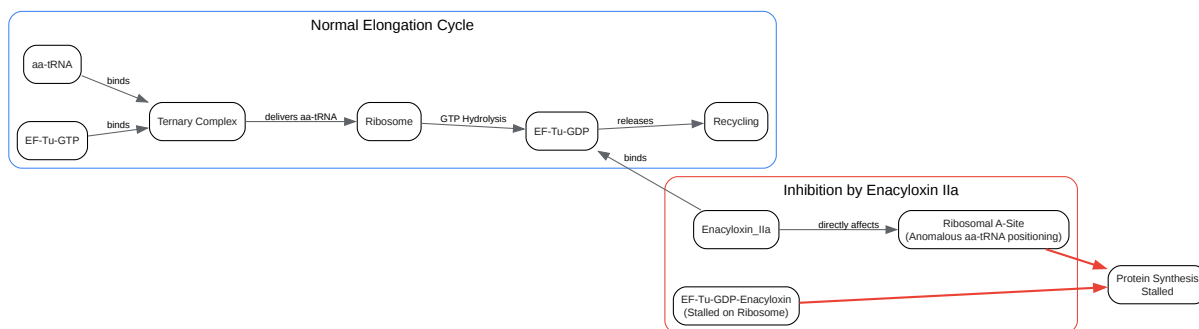 Normal Elongation Cycle
aa-tRNA
binds
EF-Tu-GTP
binds
Ternary Complex
delivers aa-tRNA
Ribosome
GTP Hydrolysis
EF-Tu-GDP
releases
Recycling
binds
Inhibition by Enacyloxin IIa
Enacyloxin_IIa
directly affects
Ribosomal A-Site
(Anomalous aa-tRNA positioning)
EF-Tu-GDP-Enacyloxin
(Stalled on Ribosome)
Protein Synthesis
Stalled